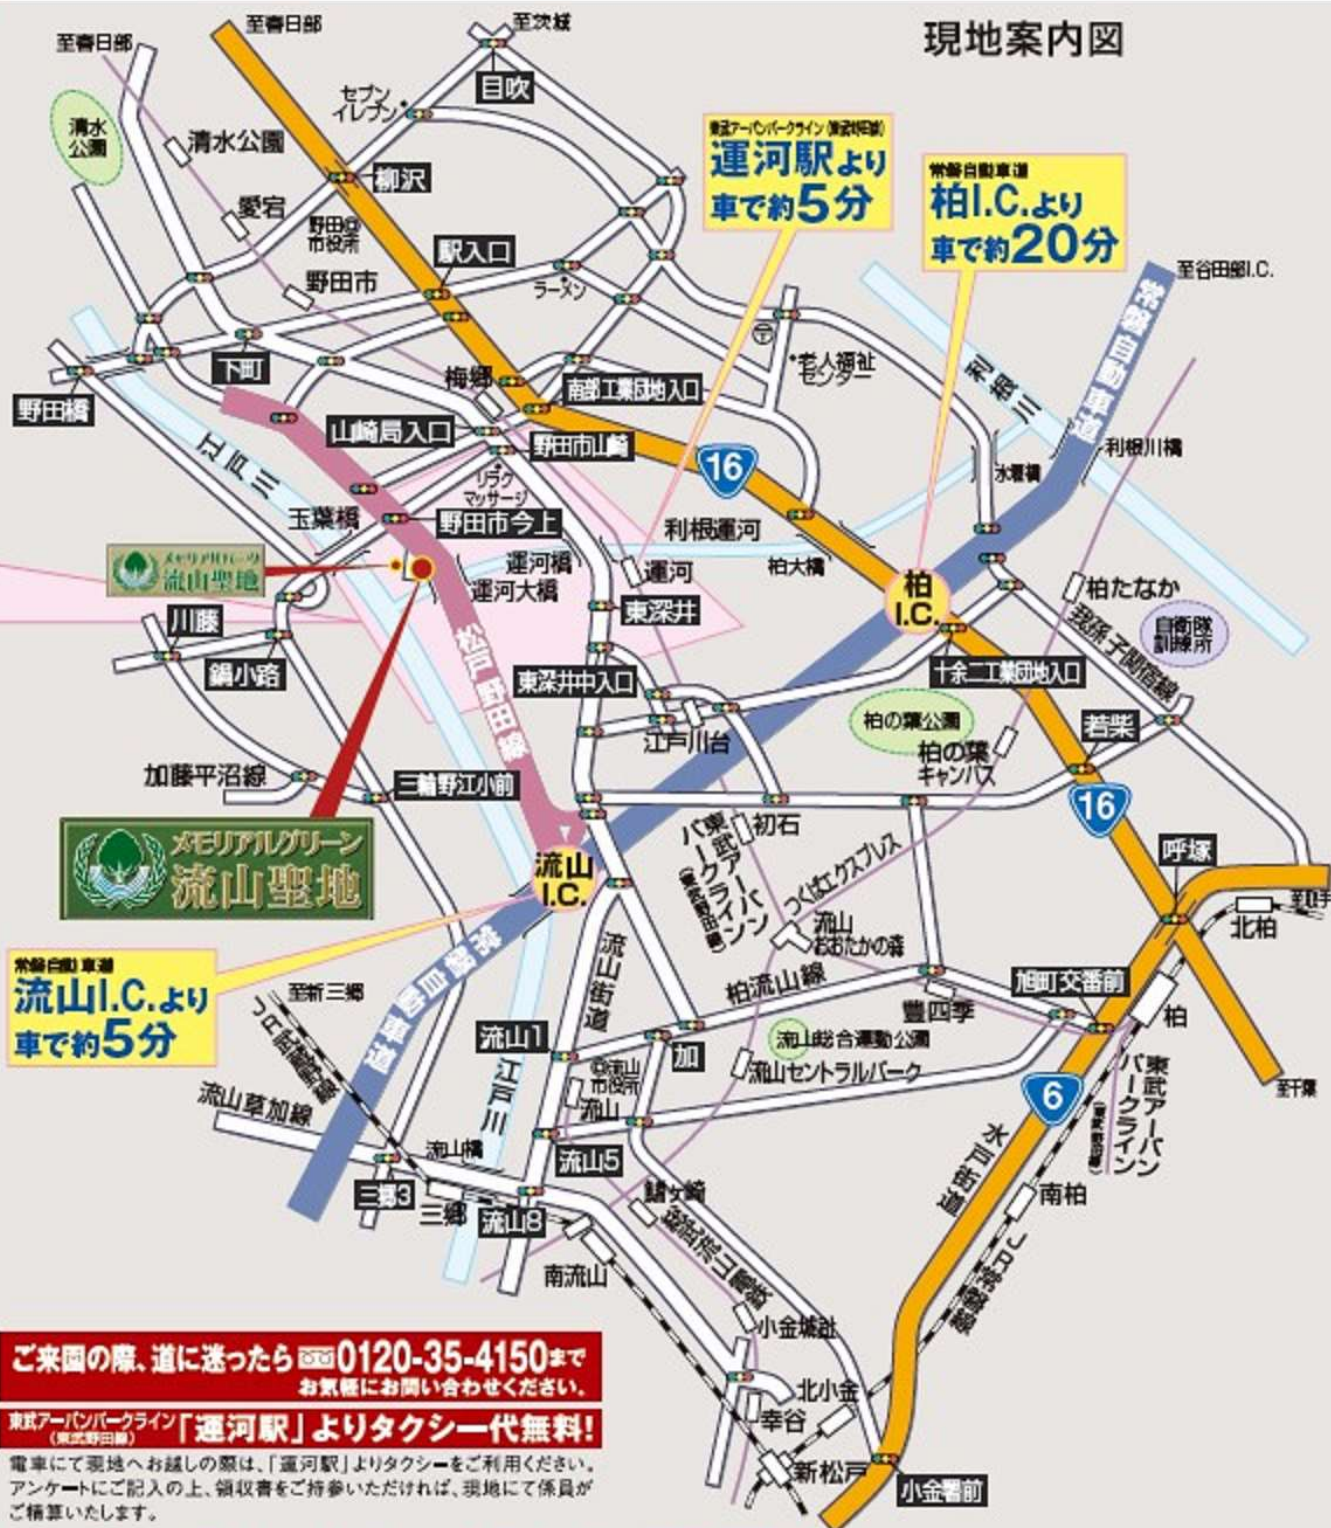 現地案内図
至春日部
至春日部
至茨城
目吹
セブン
イレブン
清水
公園
清水公園
柳沢
愛宕
野田◎
市役所
駅入口
野田市
ラーメン
東武アーバンパークライン(東武野田線)
運河駅より
車で約5分
常磐自動車道
柏I.C.より
車で約20分
至谷田部I.C.
常磐自動車道
利根川
利根川橋
水堰橋
老人福祉
センター
下町
野田橋
梅郷
南部工業団地入口
山崎局入口
野田市山崎
16
江戸川
リラク
マッサージ
玉葉橋
野田市今上
利根運河
運河橋
運河大橋
運河
柏大橋
柏
I.C.
柏たなか
我孫子関宿線
自衛隊
訓練所
メモリアルパーク
流山聖地
東深井
川藤
鍋小路
松戸野田線
東深井中入口
十余二工業団地入口
江戸川台
柏の葉公園
柏の葉
キャンパス
若柴
加藤平沼線
三輪野江小前
16
メモリアルグリーン
流山聖地
流山
I.C.
初石
東武アーバン
パークライン
(東武野田線)
つくばエクスプレス
呼塚
至取手
北柏
流山
おおたかの森
常磐自動車道
流山I.C.より
車で約5分
常磐自動車道
至新三郷
JR武蔵野線
流山街道
柏流山線
旭町交番前
豊四季
柏
流山1
加
流山総合運動公園
流山セントラルパーク
◎流山
市役所
流山
江戸川
6
至千葉
東武アーバン
パークライン
(東武野田線)
流山草加線
流山橋
流山5
水戸街道
三郷3
三郷
流山8
鰭ヶ崎
南柏
総武流山電鉄
南流山
JR常磐線
小金城趾
北小金
幸谷
新松戸
小金署前
ご来園の際、道に迷ったら0120-35-4150まで
お気軽にお問い合わせください。
東武アーバンパークライン
(東武野田線)
「運河駅」よりタクシー代無料!
電車にて現地へお越しの際は、「運河駅」よりタクシーをご利用ください。
アンケートにご記入の上、領収書をご持参いただければ、現地にて係員が
ご精算いたします。